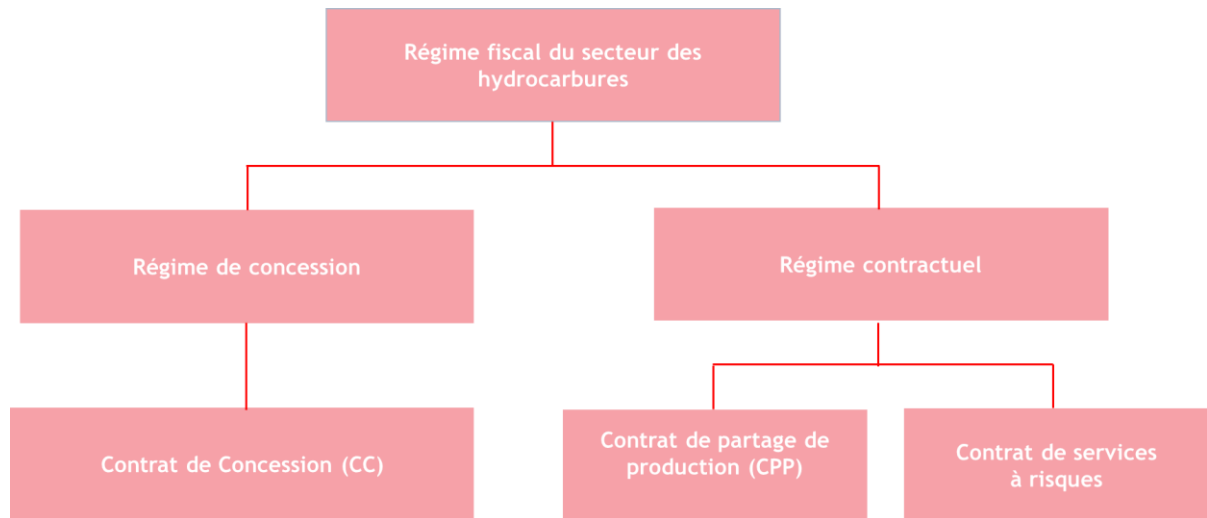 Régime fiscal du secteur des
hydrocarbures
Régime de concession
Régime contractuel
Contrat de Concession (CC)
Contrat de partage de
production (CPP)
Contrat de services
à risques